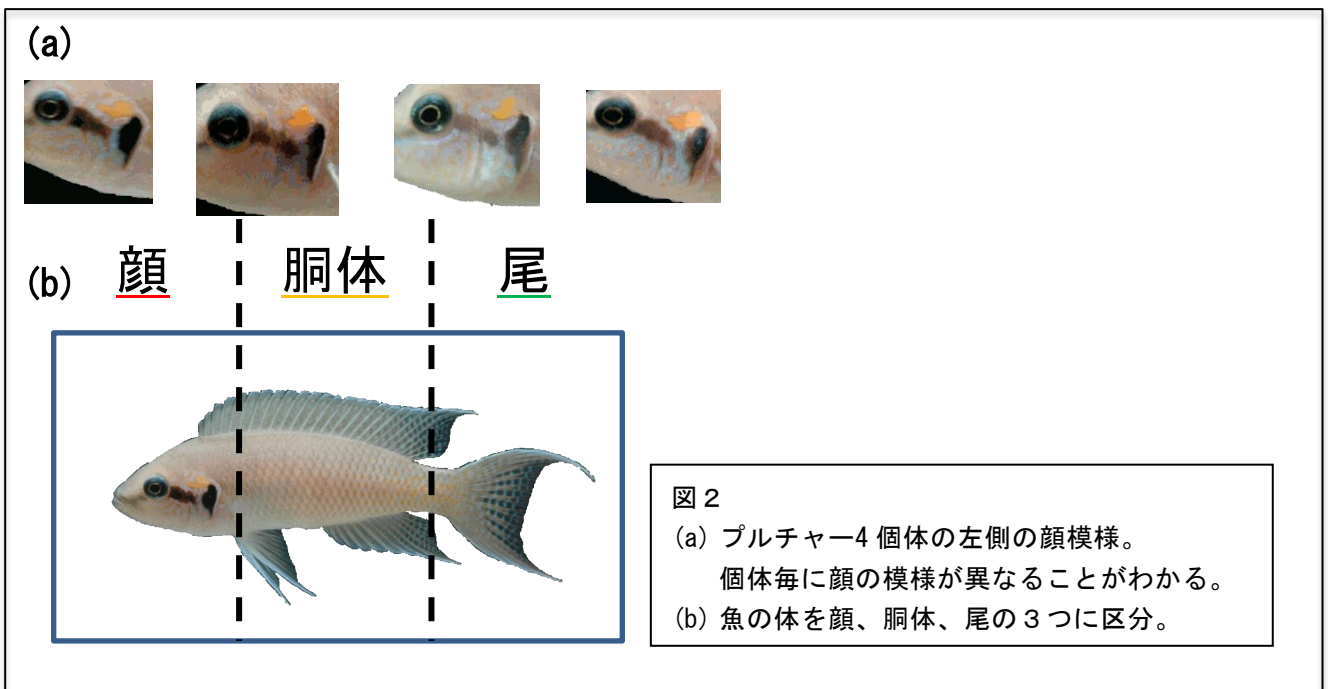 (a)
(b) 顔 胴体 尾
図2
(a) プルチャー4個体の左側の顔模様。
個体毎に顔の模様が異なることがわかる。
(b) 魚の体を顔、胴体、尾の3つに区分。